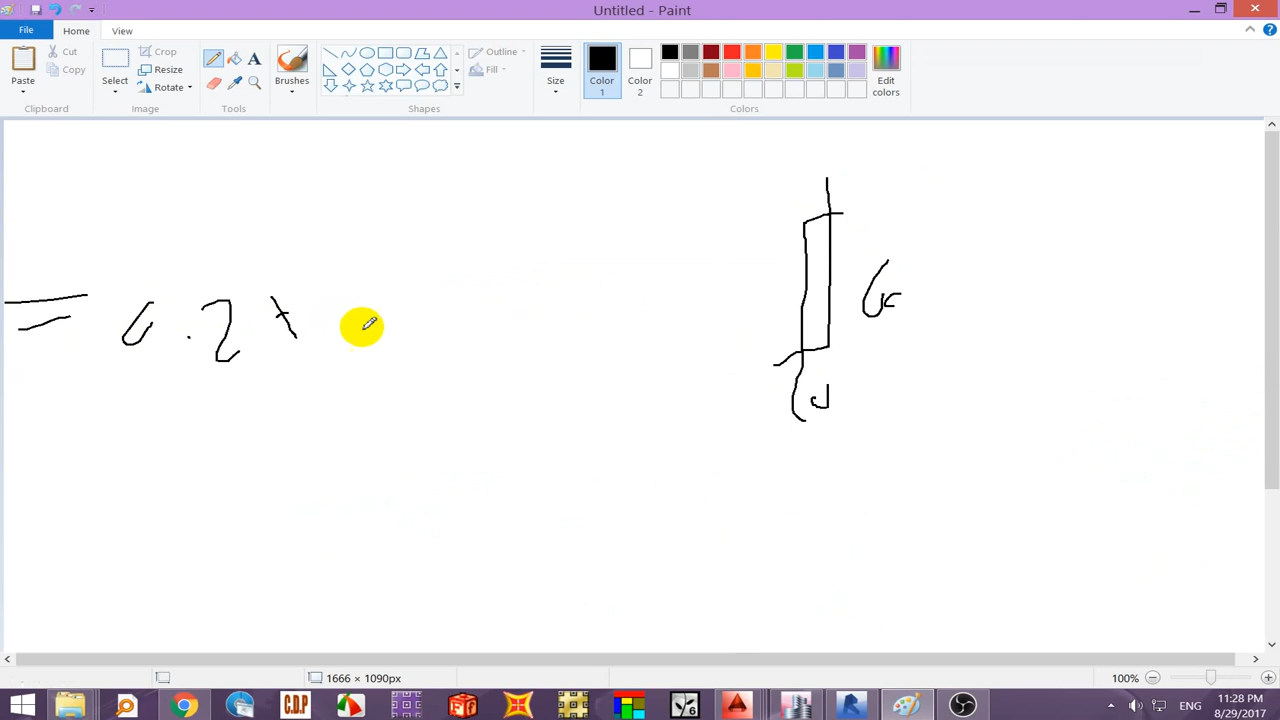 Untitled - Paint
File
Home
View
Paste
Cut
Copy
Clipboard
Select
Crop
Resize
Rotate
Image
Tools
Brushes
Shapes
Outline
Fill
Size
Color 1
Color 2
Edit colors
Colors
= 0.2 *
1666 × 1090px
100%
C.D.P
6
ENG
11:28 PM
8/29/2017